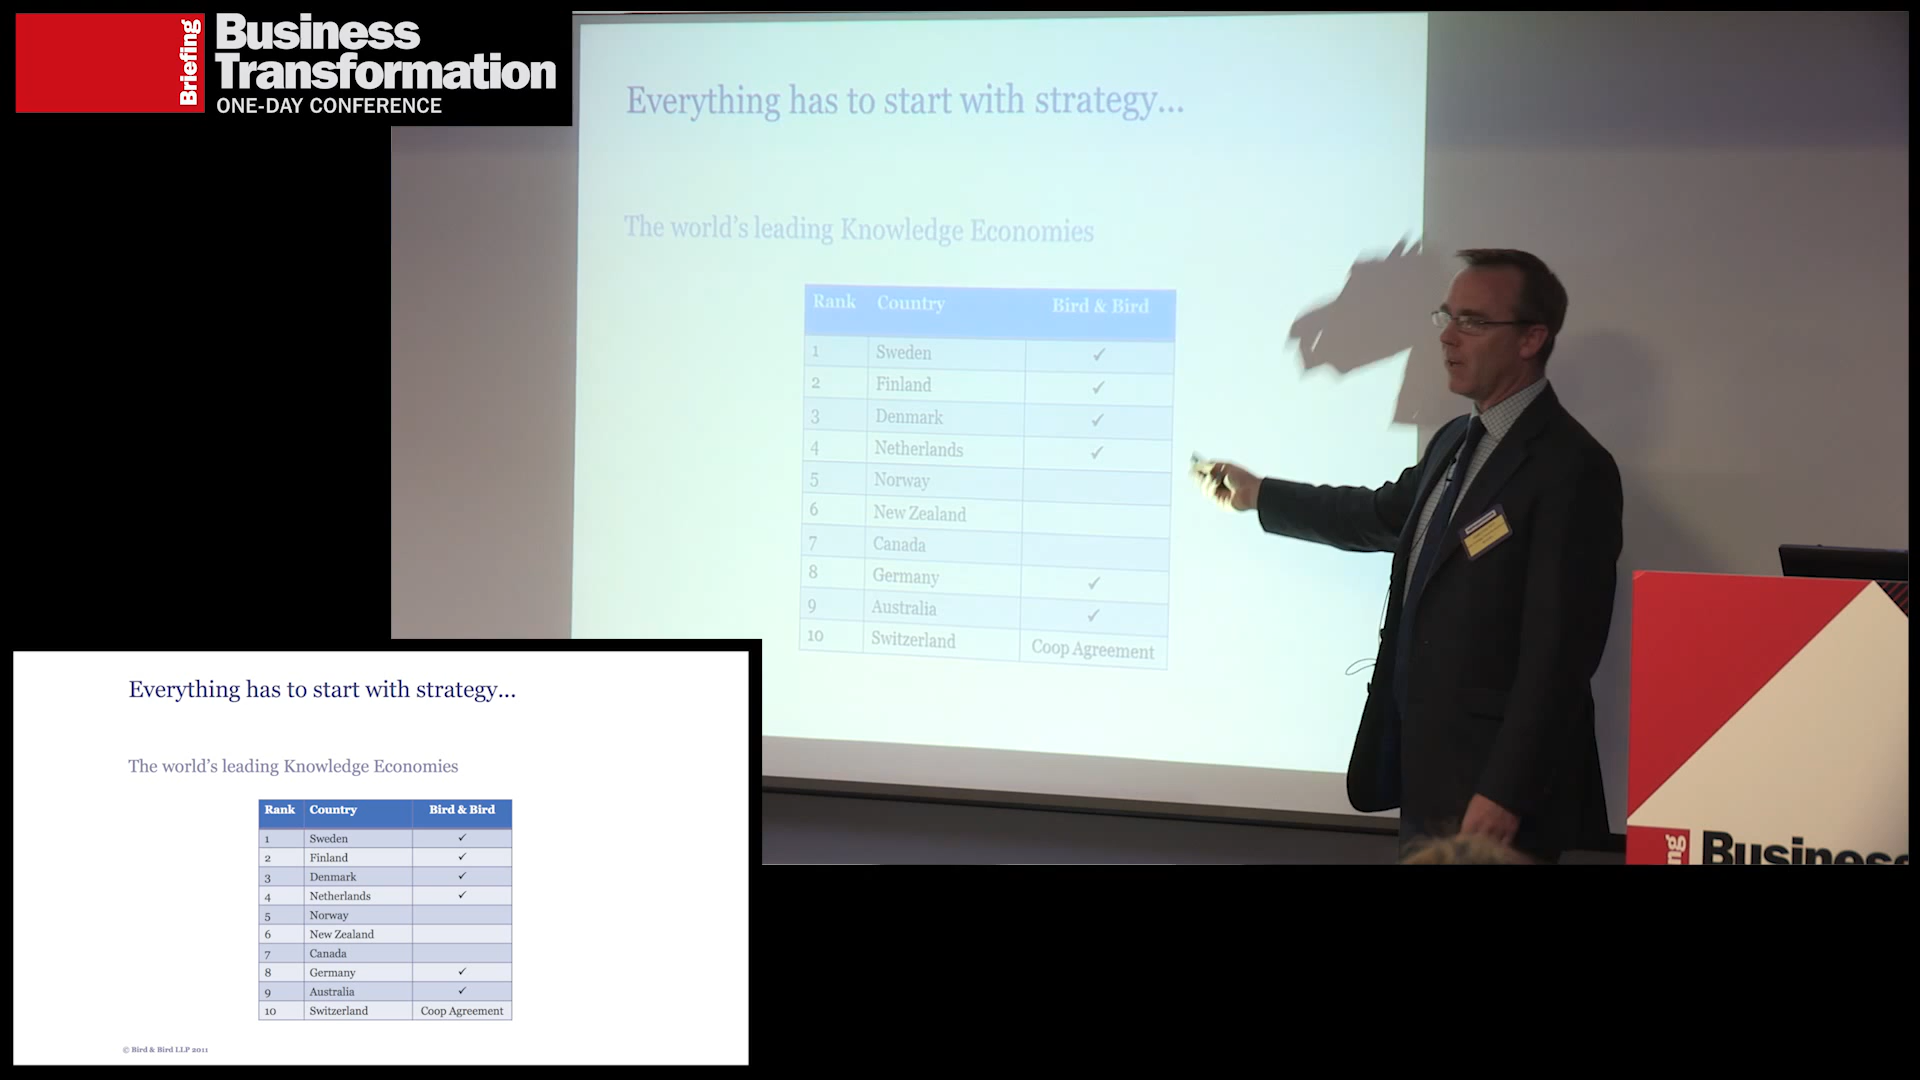 Briefing
Business
Transformation
ONE-DAY CONFERENCE
Everything has to start with strategy...
The world's leading Knowledge Economies
Rank Country Bird & Bird
1 Sweden ✓
2 Finland ✓
3 Denmark ✓
4 Netherlands ✓
5 Norway
6 New Zealand
7 Canada
8 Germany ✓
9 Australia ✓
10 Switzerland Coop Agreement
Everything has to start with strategy...
The world's leading Knowledge Economies
Rank Country Bird & Bird
1 Sweden ✓
2 Finland ✓
3 Denmark ✓
4 Netherlands ✓
5 Norway
6 New Zealand
7 Canada
8 Germany ✓
9 Australia ✓
10 Switzerland Coop Agreement
© Bird & Bird LLP 2011
ng
Business